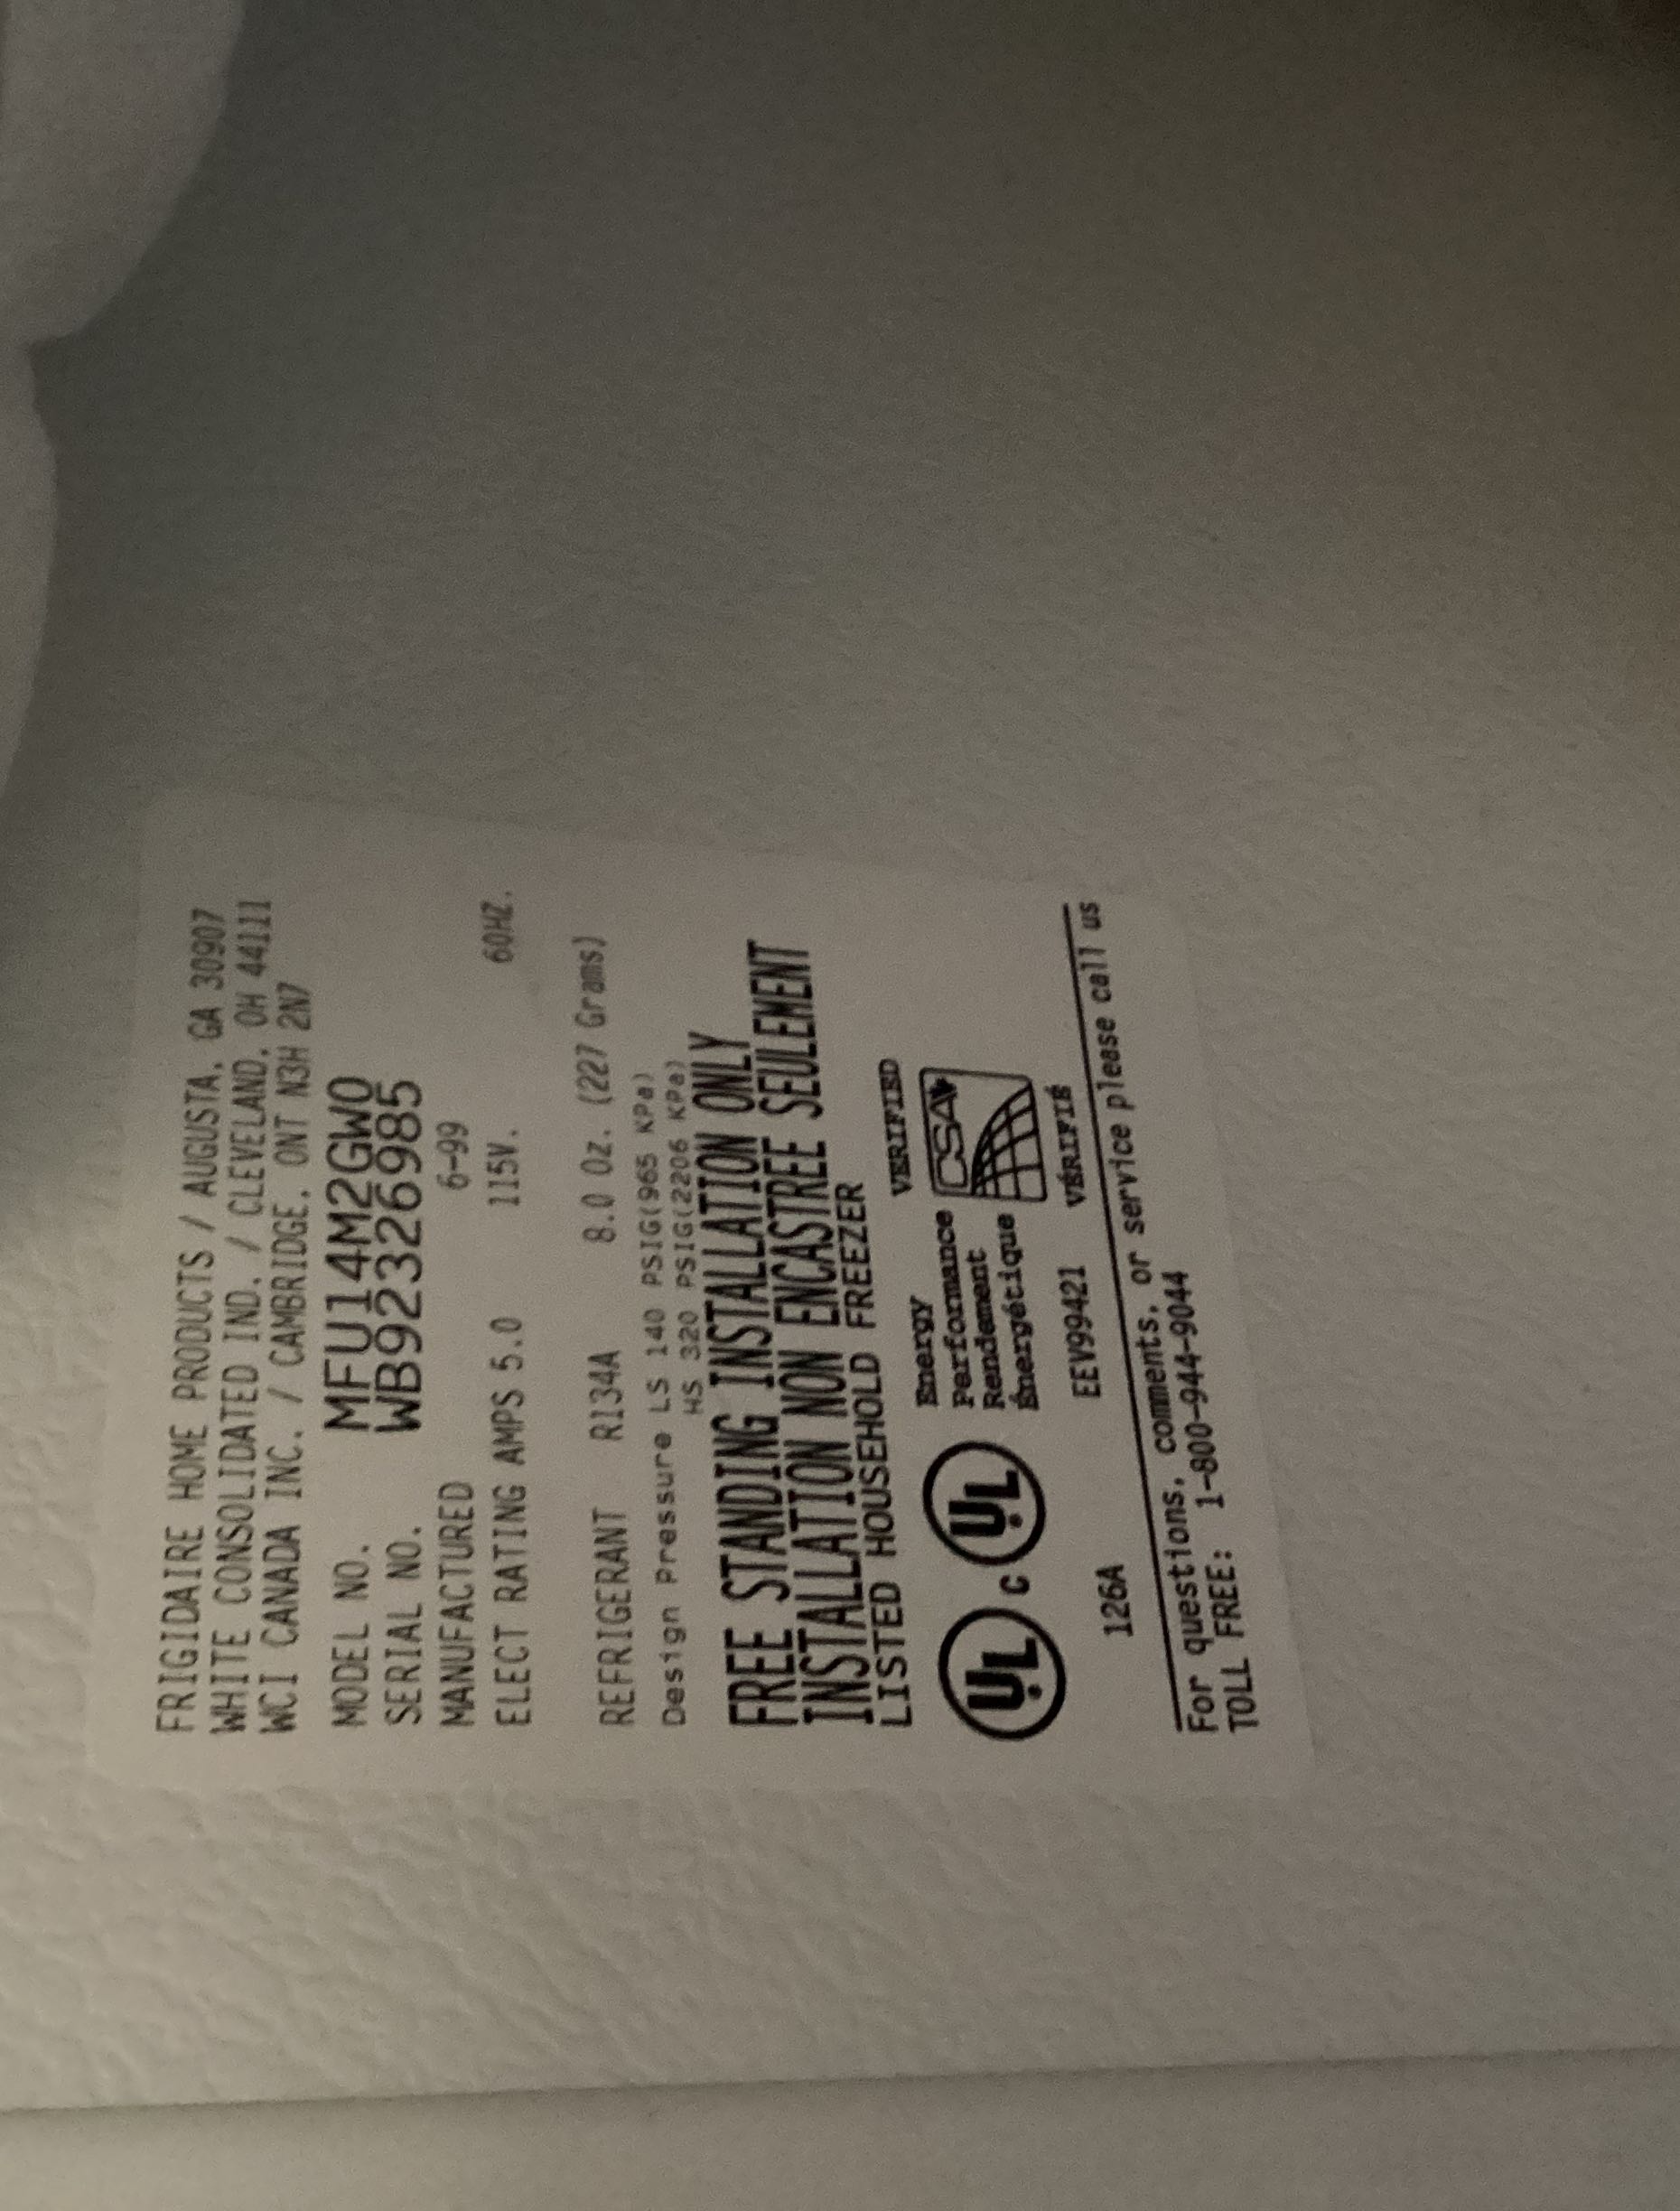 FRIGIDAIRE HOME PRODUCTS / AUGUSTA, GA 30907
WHITE CONSOLIDATED IND. / CLEVELAND, OH 44111
WCI CANADA INC. / CAMBRIDGE, ONT N3H 2N7
MODEL NO. MFU14M2GW0
SERIAL NO. WB92326985
MANUFACTURED 6-99
ELECT RATING AMPS 5.0 115V. 60HZ.
REFRIGERANT R134A 8.0 Oz. (227 Grams)
Design Pressure LS 140 PSIG(965 KPa)
HS 320 PSIG(2206 KPa)
FREE STANDING INSTALLATION ONLY
INSTALLATION NON ENCASTREE SEULEMENT
LISTED HOUSEHOLD FREEZER
UL c UL
Energy
Performance
Rendement
Énergétique
VERIFIED
CSA
EEV99421 VÉRIFIÉ
126A
For questions, comments, or service please call us
TOLL FREE: 1-800-944-9044